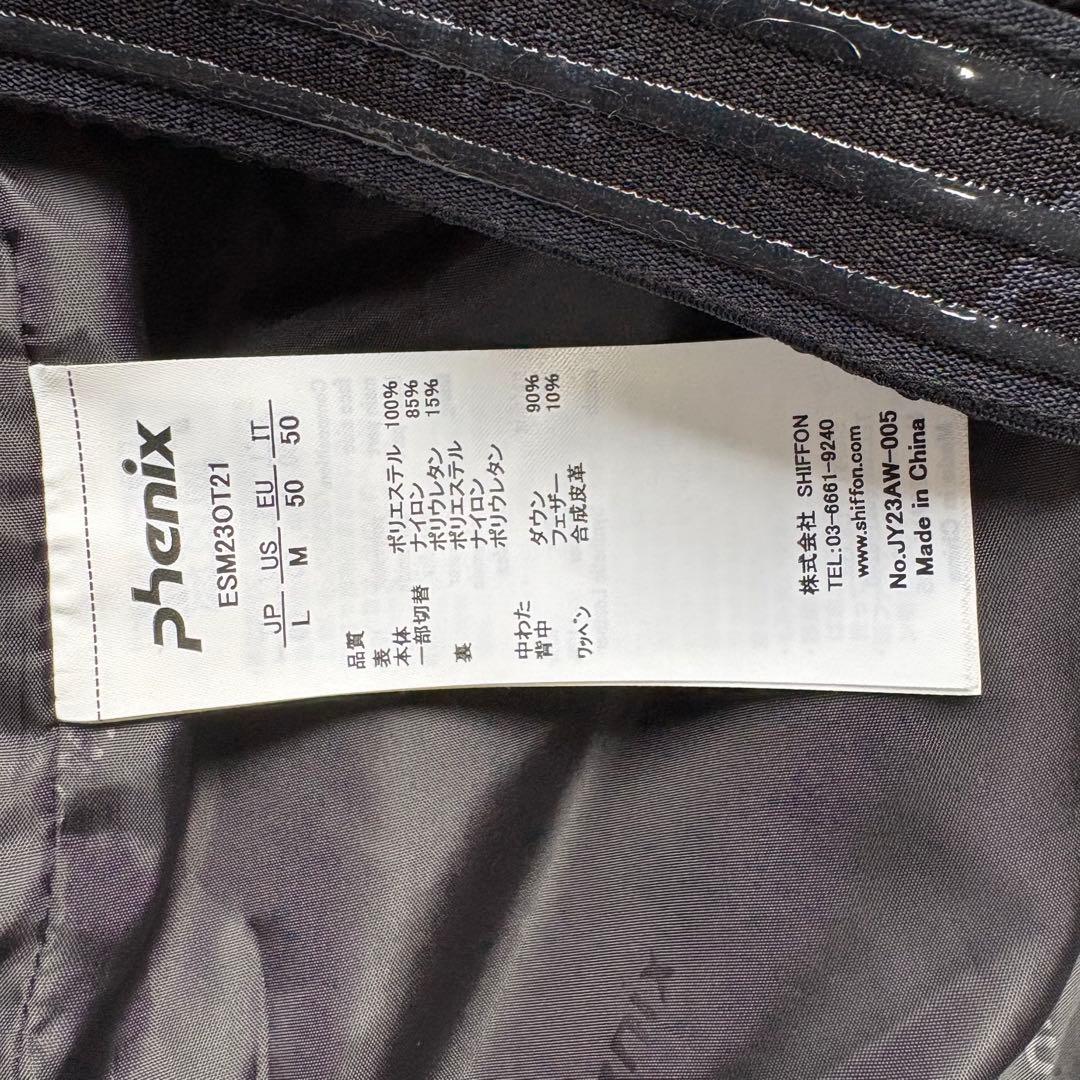 Phenix
ESM23OT21
JP US EU IT
L M 50 50
品質
表
本体 ポリエステル 100%
一部切替 ナイロン 85%
ポリウレタン 15%
裏 ポリエステル
ナイロン
ポリウレタン
中わた
背中 ダウン 90%
フェザー 10%
ワッペン 合成皮革
株式会社 SHIFFON
TEL:03-6661-9240
www.shiffon.com
No.JY23AW-005
Made in China